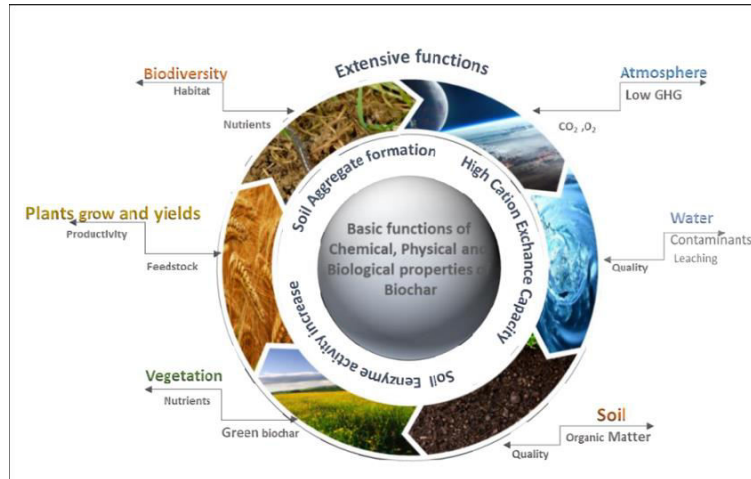 Extensive functions
Biodiversity
Habitat
Nutrients
Atmosphere
Low GHG
CO2 ,O2
Soil Aggregate formation
High Cation Exchance Capacity
Soil Eenzyme activity increase
Basic functions of
Chemical, Physical and
Biological properties of
Biochar
Plants grow and yields
Productivity
Feedstock
Water
Contaminants
Leaching
Quality
Vegetation
Nutrients
Green biochar
Soil
Organic Matter
Quality